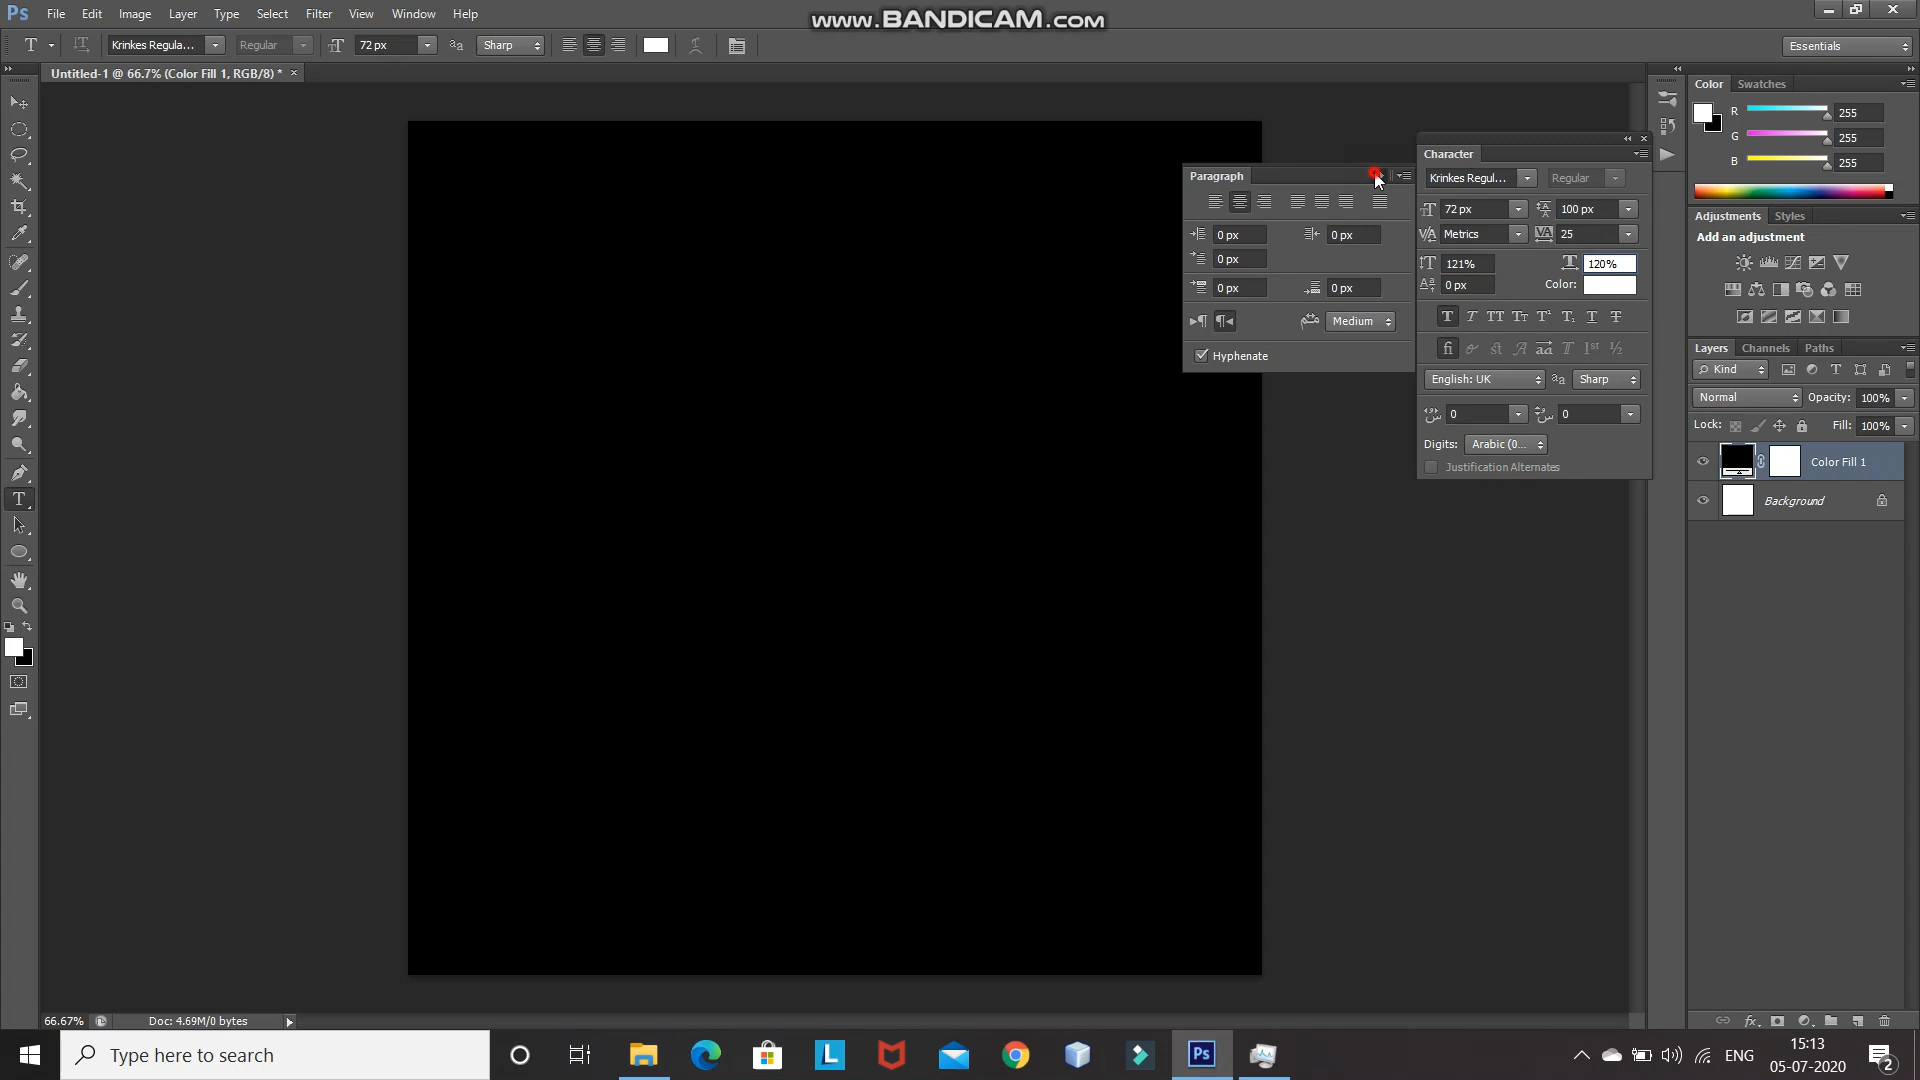 Ps File Edit Image Layer Type Select Filter View Window Help
www.BANDICAM.com
T Krinkes Regula... Regular 72 px Sharp Essentials
Untitled-1 @ 66.7% (Color Fill 1, RGB/8) * ×
Color Swatches
R 255
G 138
B 255
Paragraph
0 px 0 px
0 px
0 px 0 px
Medium
Hyphenate
Character
Krinkes Regul... Regular
72 px 100 px
Metrics 25
121% 120%
0 px Color:
English: UK Sharp
0 0
Digits: Arabic (0...
Justification Alternates
Adjustments Styles
Add an adjustment
Layers Channels Paths
Kind
Normal Opacity: 100%
Lock: Fill: 100%
Color Fill 1
Background
66.67% Doc: 4.69M/0 bytes
Type here to search
ENG
15:13
05-07-2020
2